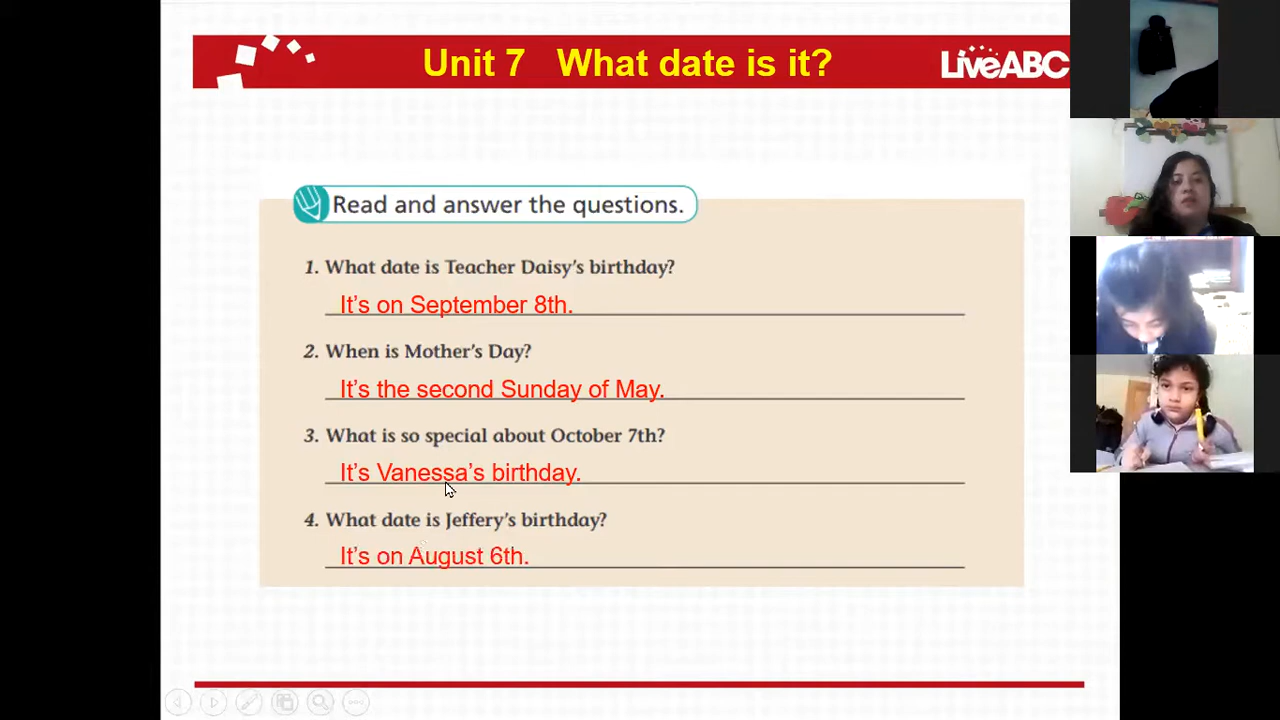 Unit 7 What date is it?
LiveABC
Read and answer the questions.
1. What date is Teacher Daisy's birthday?
It's on September 8th.
2. When is Mother's Day?
It's the second Sunday of May.
3. What is so special about October 7th?
It's Vanessa's birthday.
4. What date is Jeffery's birthday?
It's on August 6th.